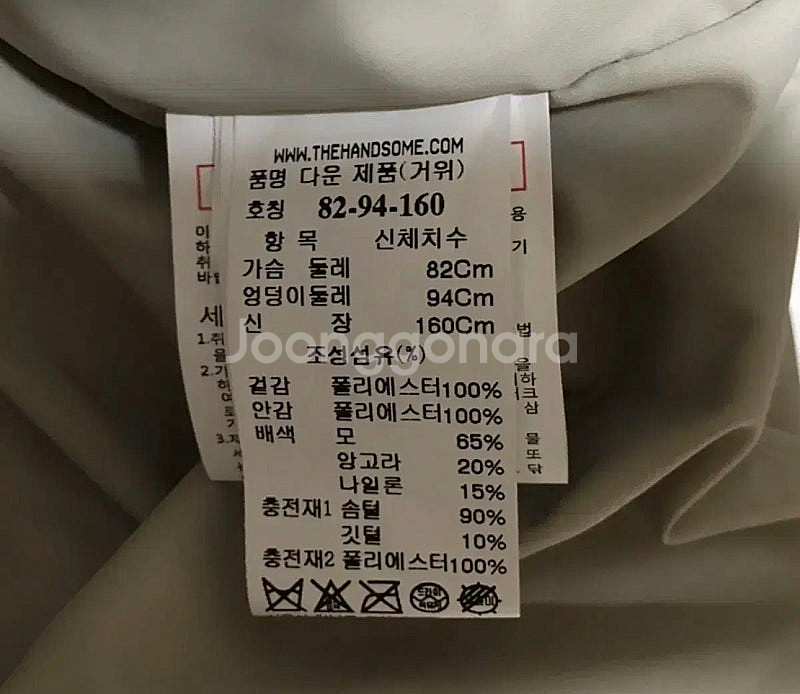 WWW.THEHANDSOME.COM
품명 다운 제품(거위)
호칭 82-94-160
항 목 신체치수
가슴 둘레 82Cm
엉덩이둘레 94Cm
신 장 160Cm
Joonggonara
조성섬유(%)
겉감 폴리에스터100%
안감 폴리에스터100%
배색 모 65%
앙고라 20%
나일론 15%
충전재1 솜털 90%
깃털 10%
충전재2 폴리에스터100%
드라이